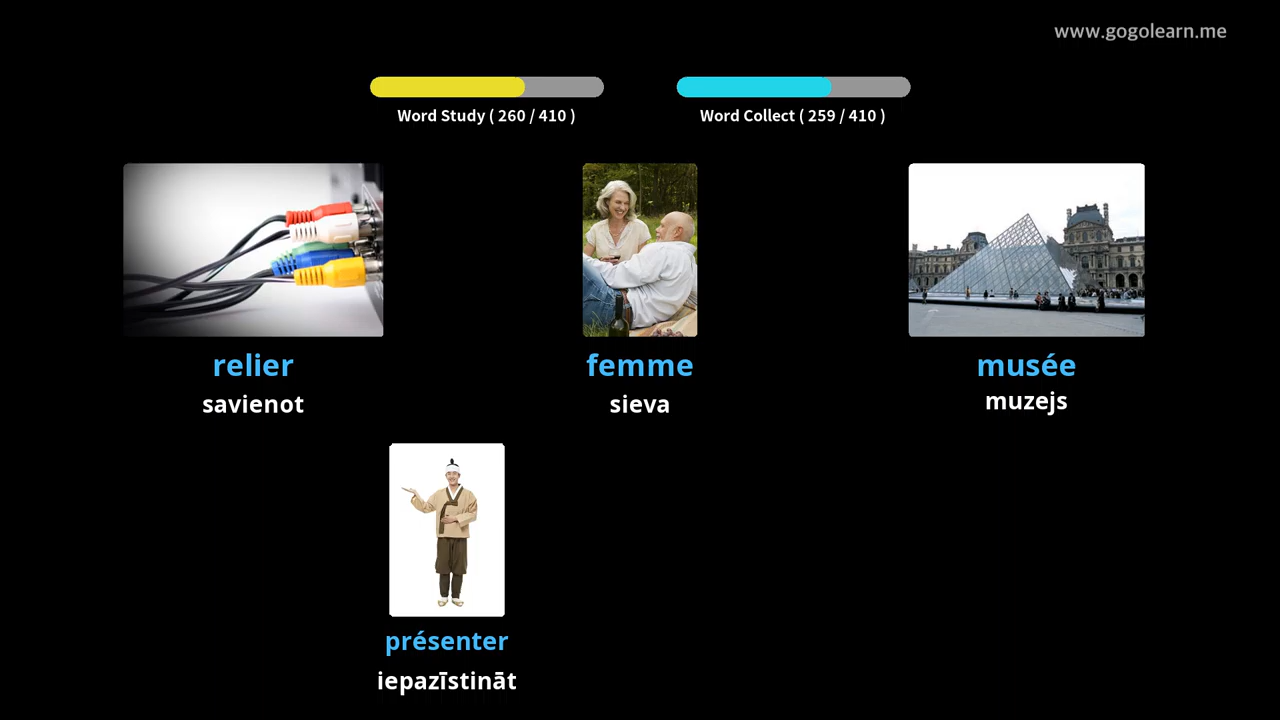 www.gogolearn.me
Word Study ( 260 / 410 )
Word Collect ( 259 / 410 )
relier
savienot
femme
sieva
musée
muzejs
présenter
iepazīstināt